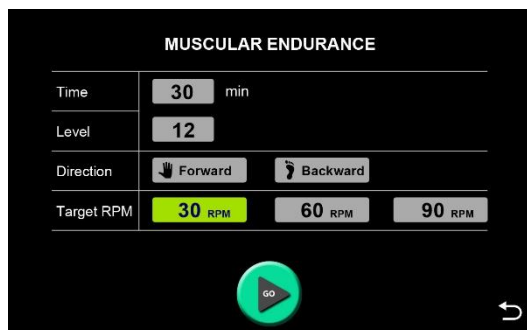 MUSCULAR ENDURANCE
Time 30 min
Level 12
Direction Forward Backward
Target RPM 30 RPM 60 RPM 90 RPM
GO